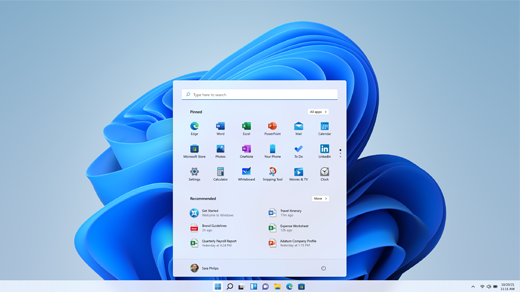 Type here to search
Pinned
All apps >
Edge Word Excel PowerPoint Mail Calendar
Microsoft Store Photos OneNote Your Phone To Do LinkedIn
Settings Calculator Whiteboard Snipping Tool Movies & TV Clock
Recommended
More >
Get Started
Welcome to Windows
Travel Itinerary
17m ago
Brand Guidelines
2h ago
Expense Worksheet
12h ago
Quarterly Payroll Report
Yesterday at 4:24 PM
Adatum Company Profile
Yesterday at 1:15 PM
Sara Philips
11:11 AM